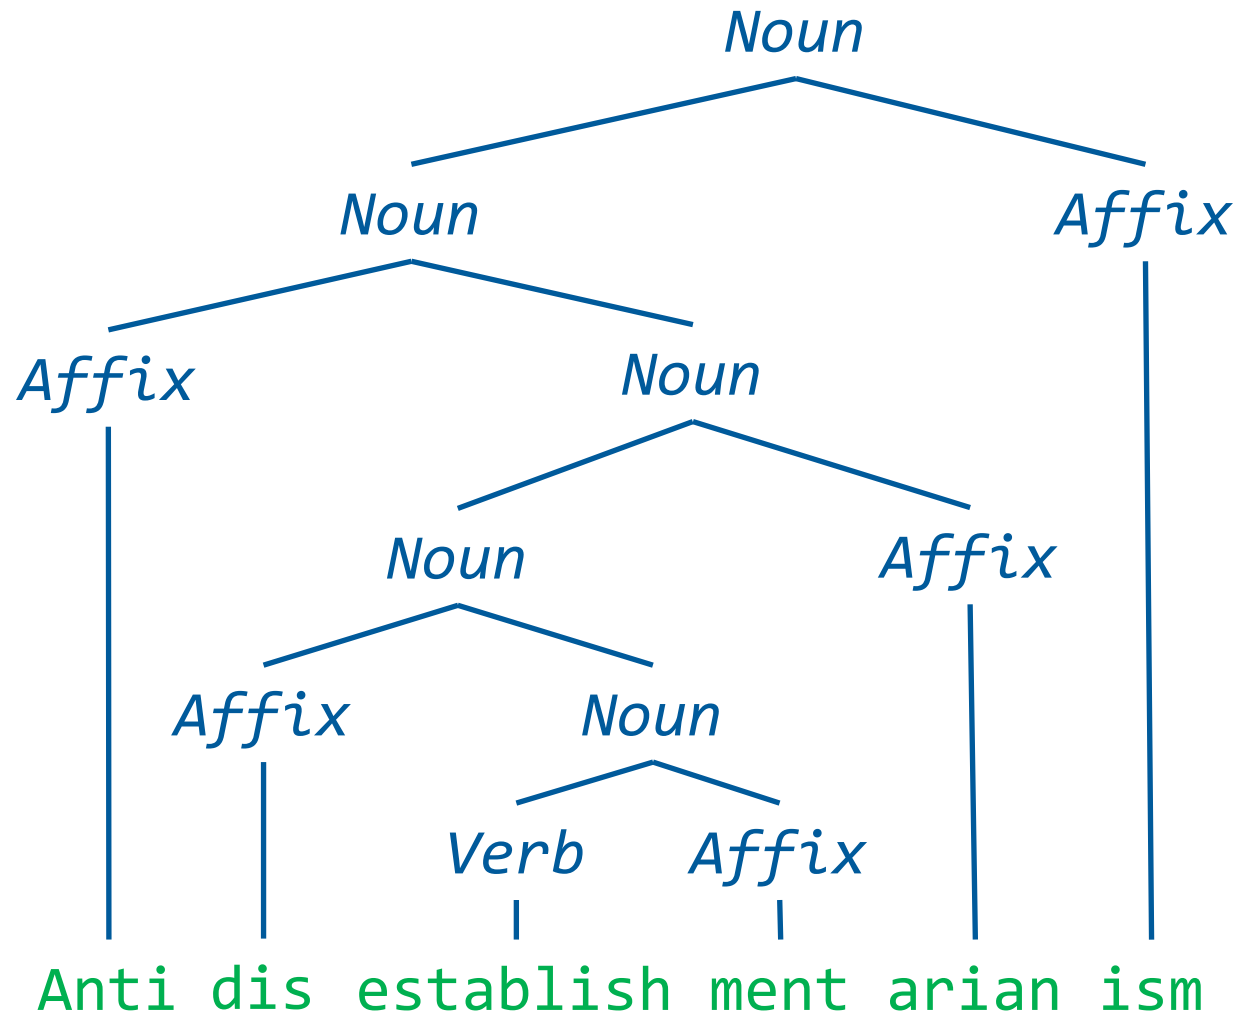 Noun
Noun Affix
Affix Noun
Noun Affix
Affix Noun
Verb Affix
Anti dis establish ment arian ism